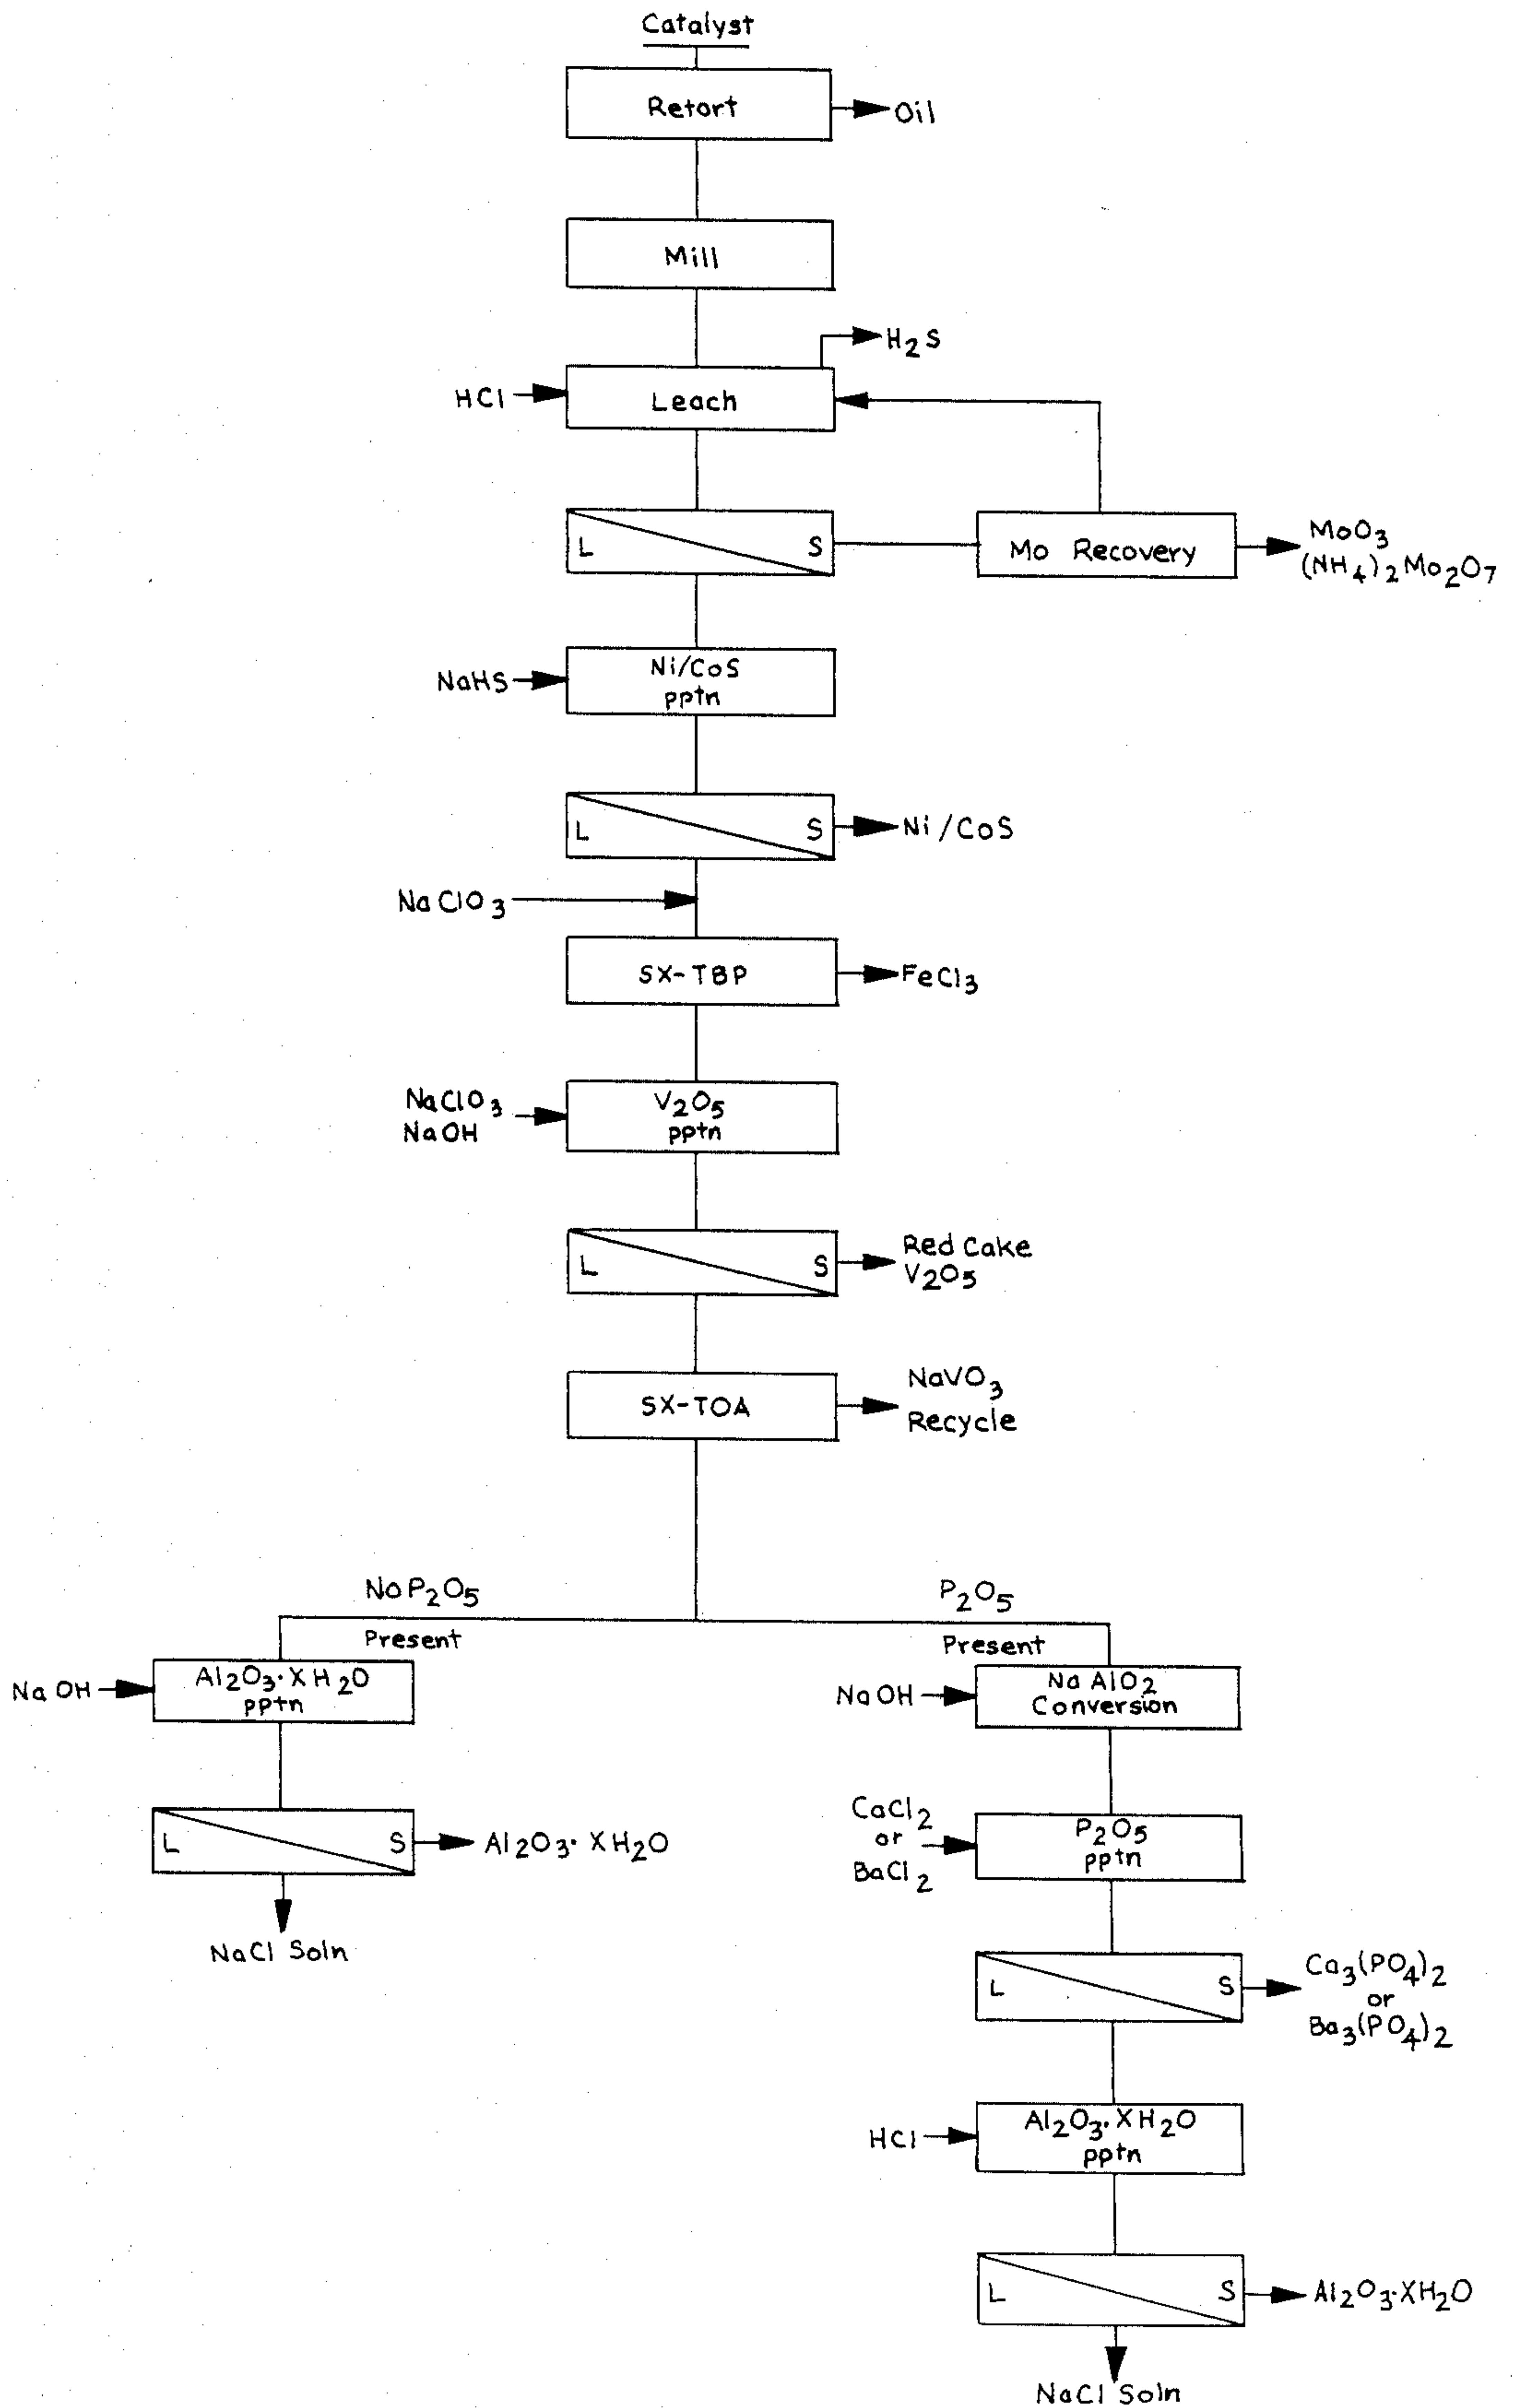 Catalyst
Retort
Oil
Mill
H2S
HCl
Leach
L
S
Mo Recovery
MoO3
(NH4)2Mo2O7
NaHS
Ni/CoS
pptn
L
S
Ni/CoS
NaClO3
SX-TBP
FeCl3
NaClO3
NaOH
V2O5
pptn
L
S
Red Cake
V2O5
SX-TOA
NaVO3
Recycle
No P2O5
Present
P2O5
Present
NaOH
Al2O3·XH2O
pptn
L
S
Al2O3·XH2O
NaCl Soln
NaOH
NaAlO2
Conversion
CaCl2
or
BaCl2
P2O5
pptn
L
S
Ca3(PO4)2
or
Ba3(PO4)2
HCl
Al2O3·XH2O
pptn
L
S
Al2O3·XH2O
NaCl Soln